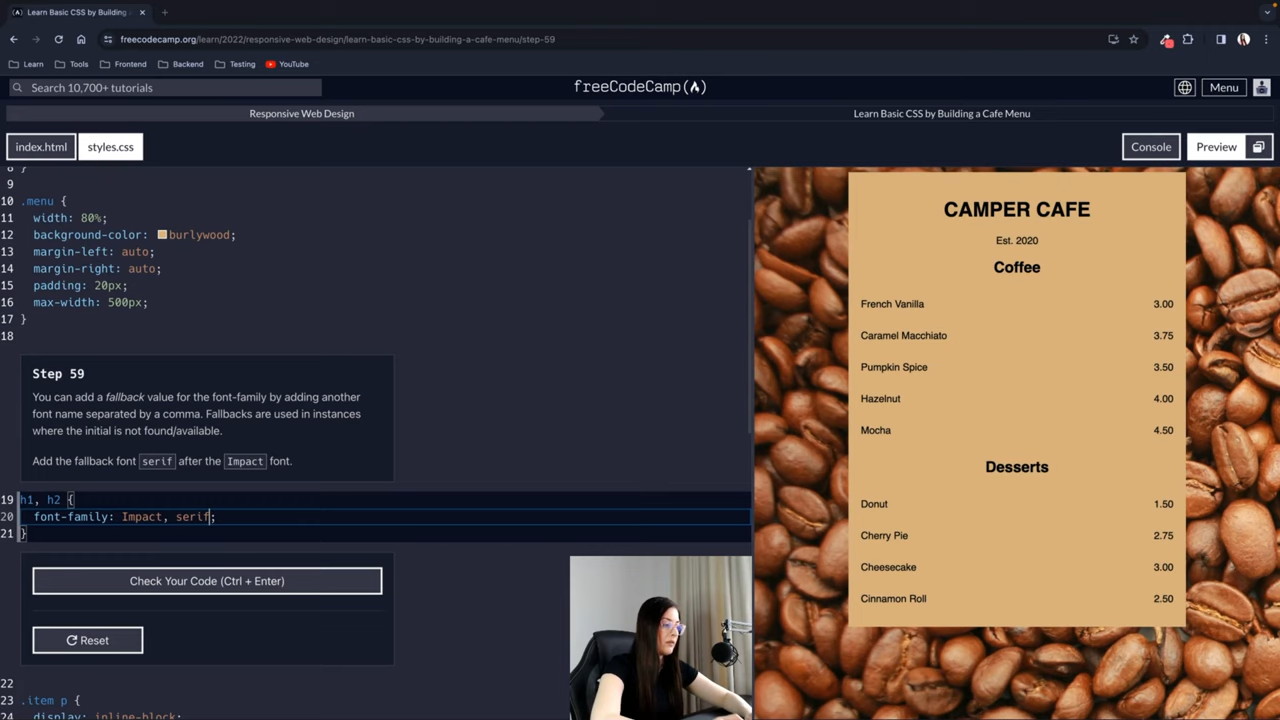 Learn Basic CSS by Building
freecodecamp.org/learn/2022/responsive-web-design/learn-basic-css-by-building-a-cafe-menu/step-59
Learn Tools Frontend Backend Testing YouTube
Search 10,700+ tutorials
freeCodeCamp(🔥)
Menu
Responsive Web Design
Learn Basic CSS by Building a Cafe Menu
index.html styles.css
Console Preview
8 }
9
10 .menu {
11 width: 80%;
12 background-color: burlywood;
13 margin-left: auto;
14 margin-right: auto;
15 padding: 20px;
16 max-width: 500px;
17 }
18
Step 59
You can add a fallback value for the font-family by adding another
font name separated by a comma. Fallbacks are used in instances
where the initial is not found/available.
Add the fallback font serif after the Impact font.
19 h1, h2 {
20 font-family: Impact, serif;
21 }
Check Your Code (Ctrl + Enter)
Reset
22
23 .item p {
24 display: inline-block;
CAMPER CAFE
Est. 2020
Coffee
French Vanilla 3.00
Caramel Macchiato 3.75
Pumpkin Spice 3.50
Hazelnut 4.00
Mocha 4.50
Desserts
Donut 1.50
Cherry Pie 2.75
Cheesecake 3.00
Cinnamon Roll 2.50